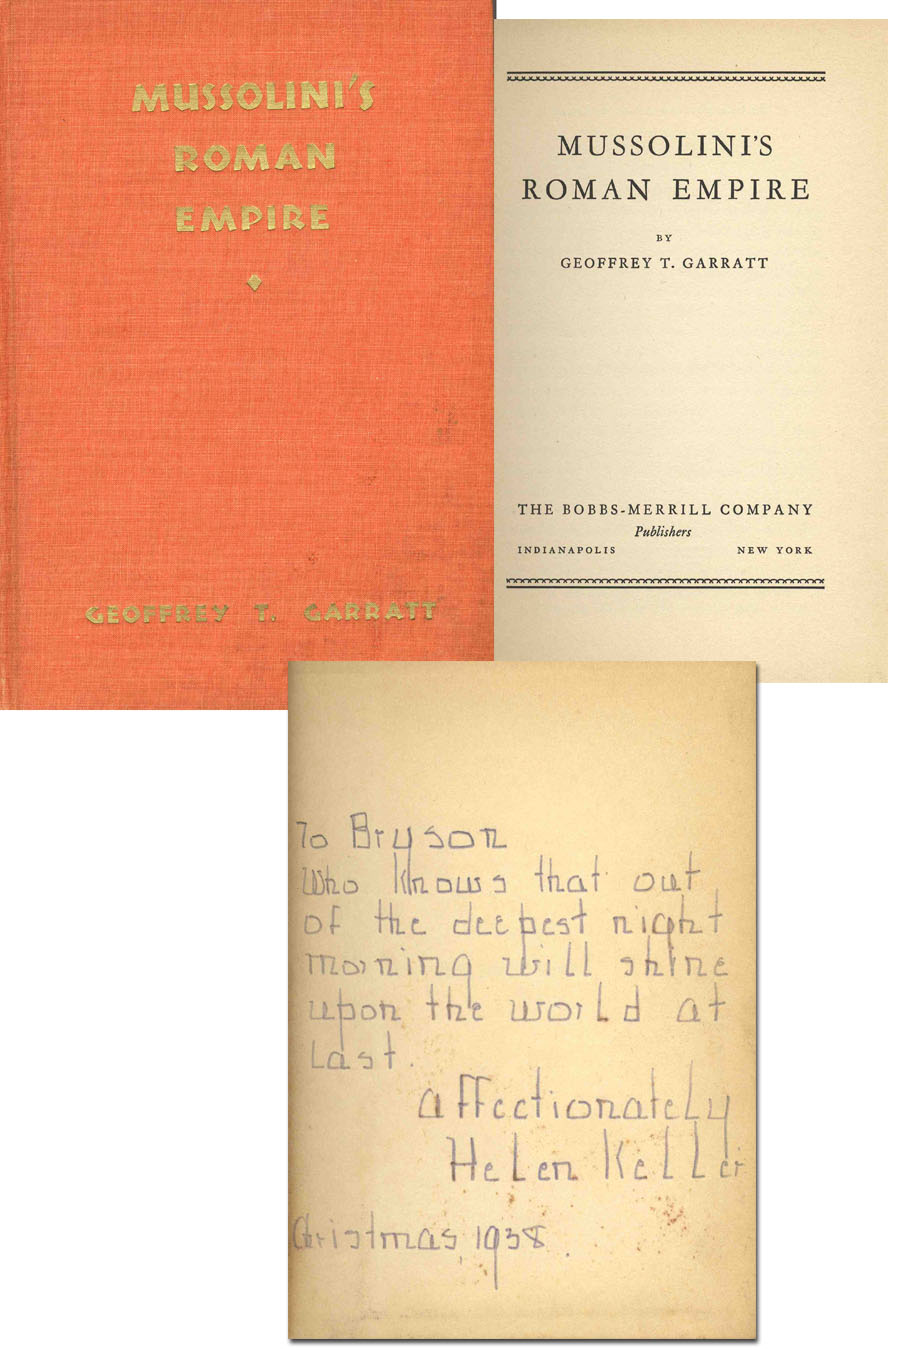 MUSSOLINI'S
ROMAN
EMPIRE
GEOFFREY T. GARRATT
MUSSOLINI'S
ROMAN EMPIRE
BY
GEOFFREY T. GARRATT
THE BOBBS-MERRILL COMPANY
Publishers
INDIANAPOLIS NEW YORK
To Bryson
Who knows that out
of the deepest night
morning will shine
upon the world at
last.
Affectionately
Helen Keller
Christmas, 1938.